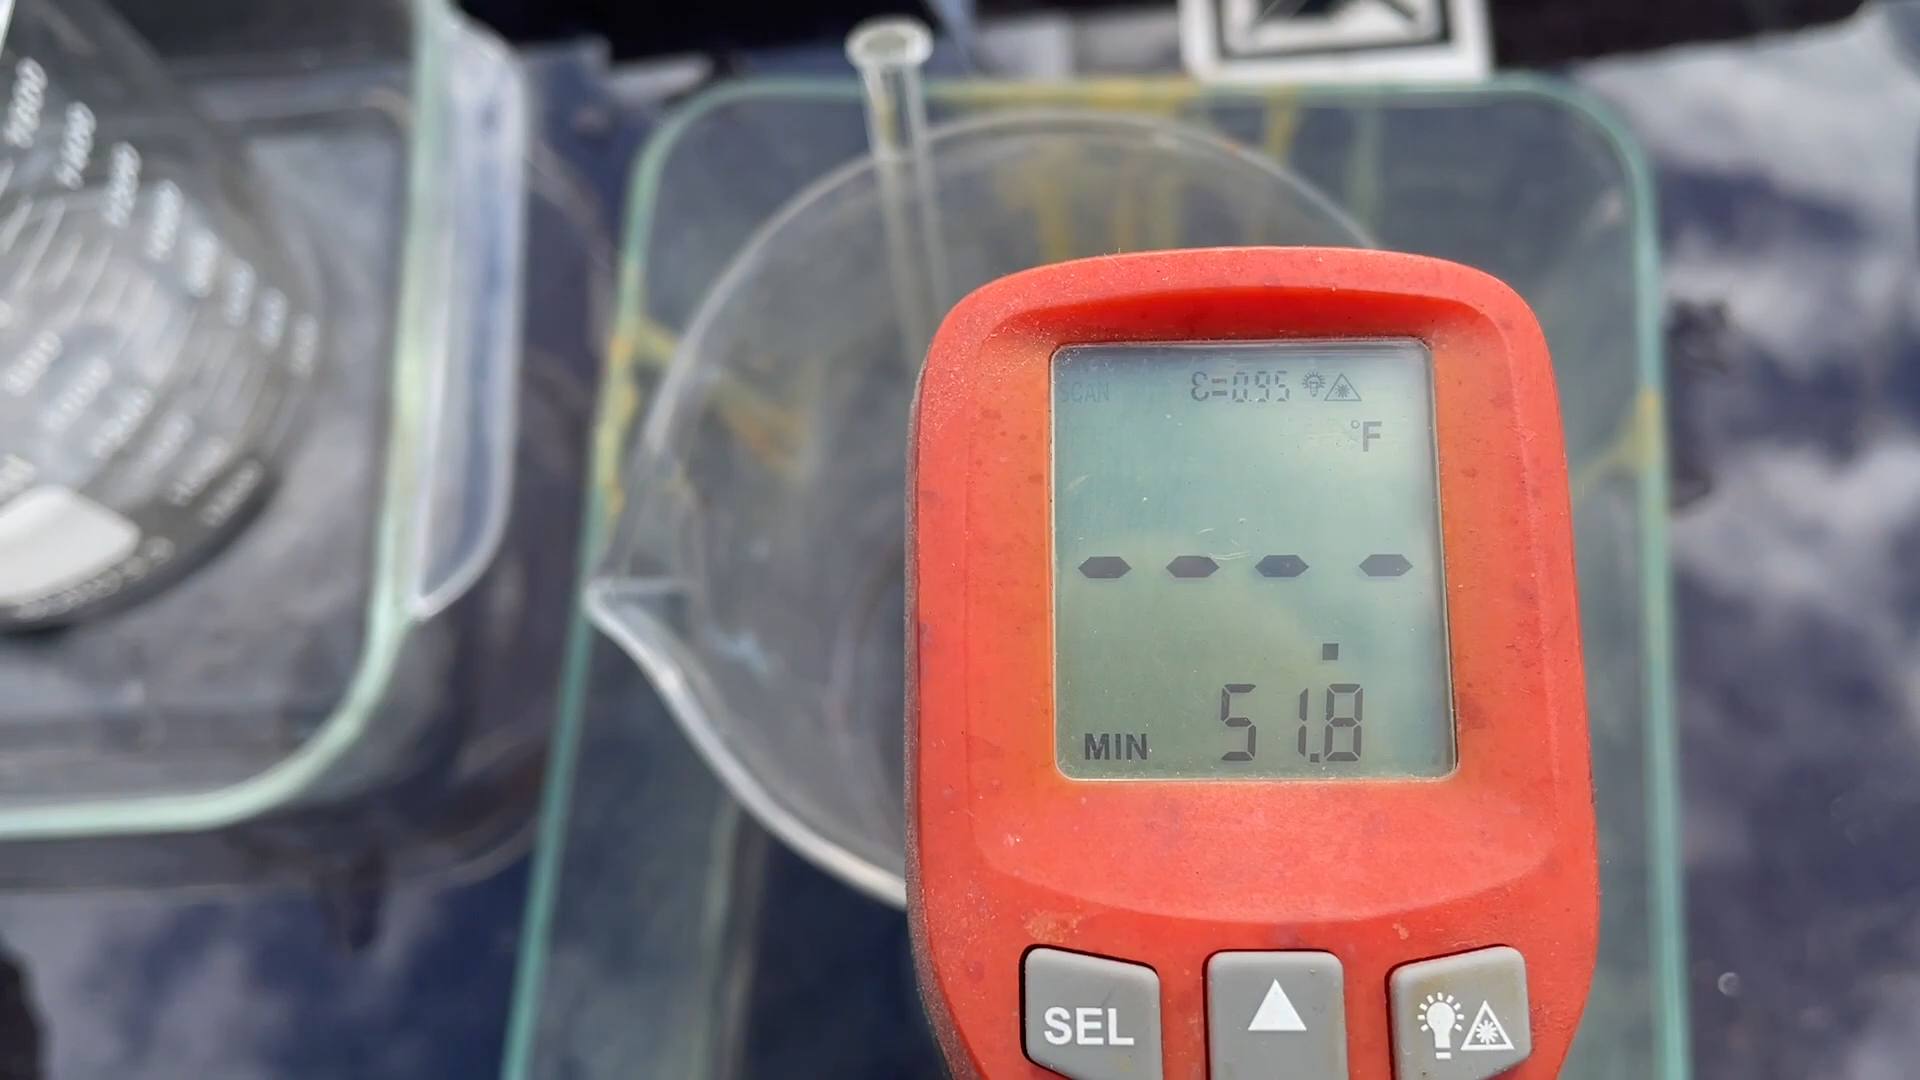 SCAN ε=0.95
°F
- - - -
MIN 51.8
SEL